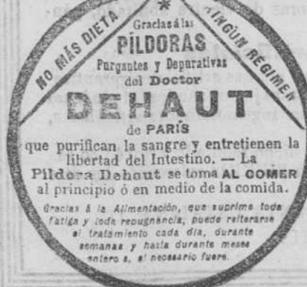 NO MÁS DIETA
NINGÚN RÉGIMEN
Gracias á las
PÍLDORAS
Purgantes y Depurativas
del Doctor
DEHAUT
de PARÍS
que purifican la sangre y entretienen la
libertad del Intestino. — La
Píldora Dehaut se toma AL COMER
al principio ó en medio de la comida.
Gracias á la Alimentación, que suprime toda
fatiga y toda repugnancia, puede reiterarse
el tratamiento cada día, durante
semanas y hasta durante meses
entero s, si necesario fuere.